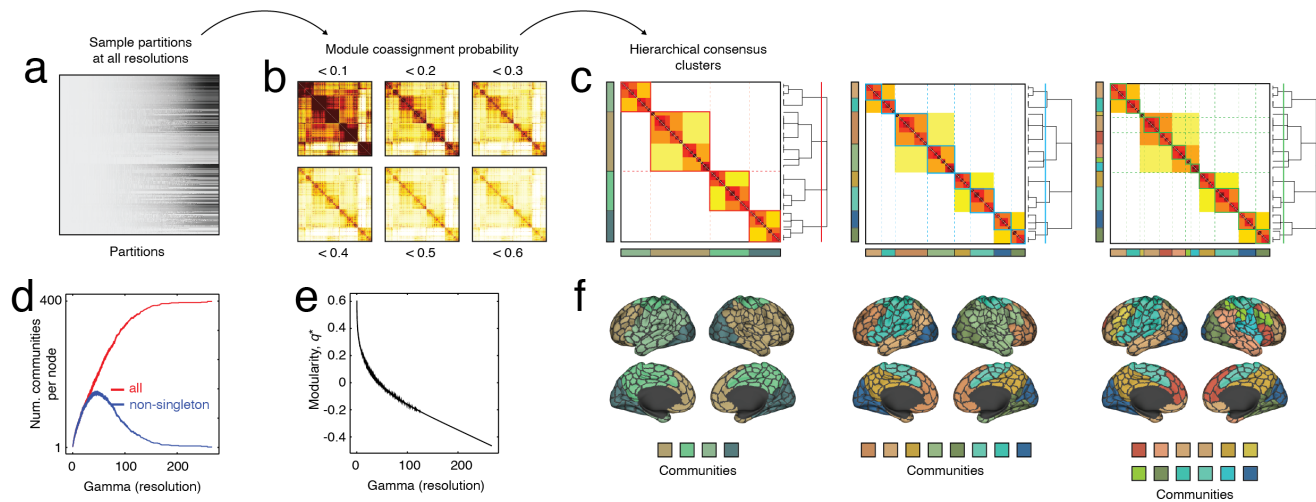 Sample partitions
at all resolutions
a
Partitions
Module coassignment probability
b
< 0.1
< 0.2
< 0.3
< 0.4
< 0.5
< 0.6
Hierarchical consensus
clusters
c
d
400
1
Num. communities
per node
all
non-singleton
0
100
200
Gamma (resolution)
e
0.6
0.4
0.2
0
-0.2
-0.4
Modularity, q*
0
100
200
Gamma (resolution)
f
Communities
Communities
Communities